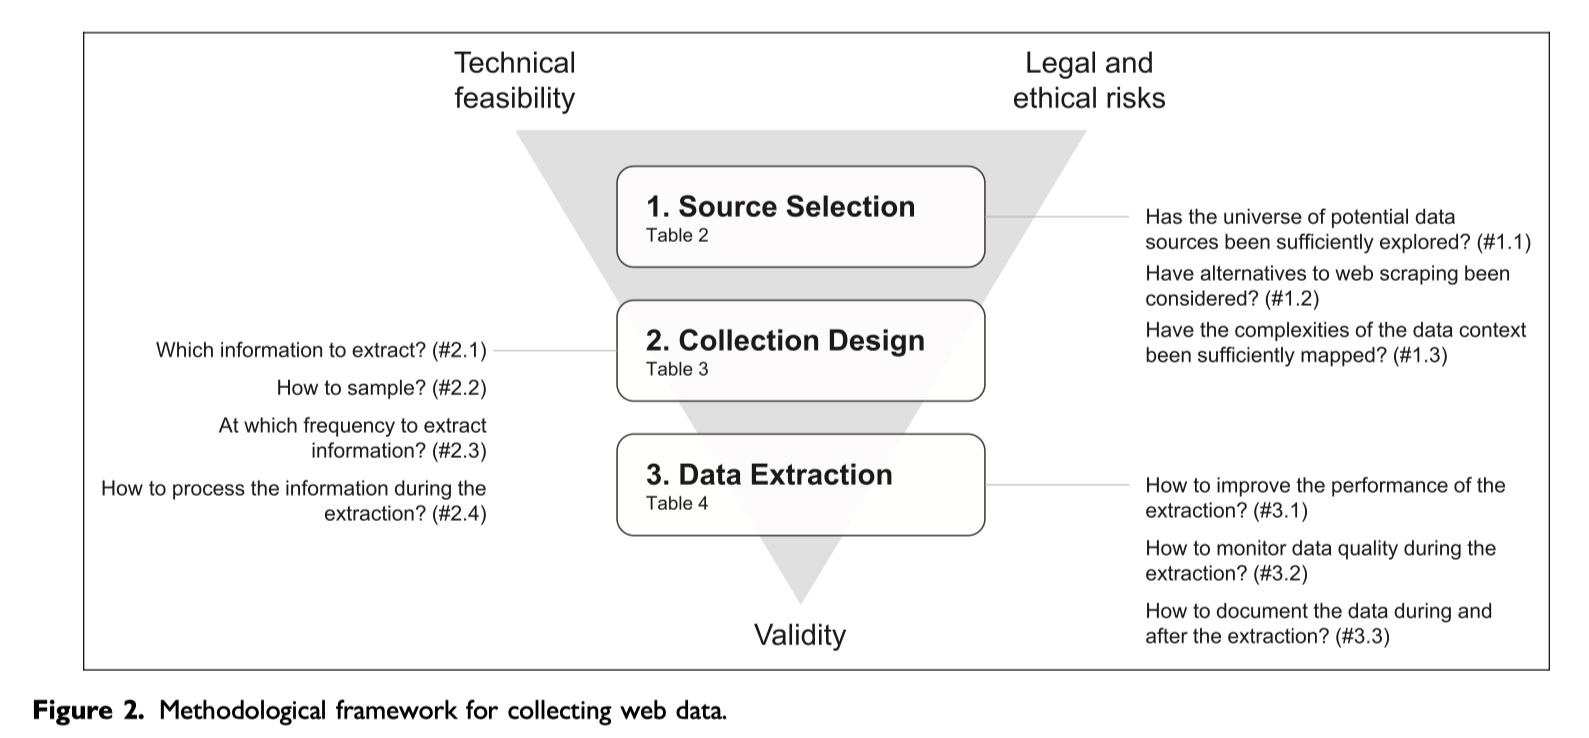 Technical
feasibility
Legal and
ethical risks
1. Source Selection
Table 2
Has the universe of potential data
sources been sufficiently explored? (#1.1)
Have alternatives to web scraping been
considered? (#1.2)
Have the complexities of the data context
been sufficiently mapped? (#1.3)
2. Collection Design
Table 3
Which information to extract? (#2.1)
How to sample? (#2.2)
At which frequency to extract
information? (#2.3)
How to process the information during the
extraction? (#2.4)
3. Data Extraction
Table 4
How to improve the performance of the
extraction? (#3.1)
How to monitor data quality during the
extraction? (#3.2)
How to document the data during and
after the extraction? (#3.3)
Validity
Figure 2. Methodological framework for collecting web data.